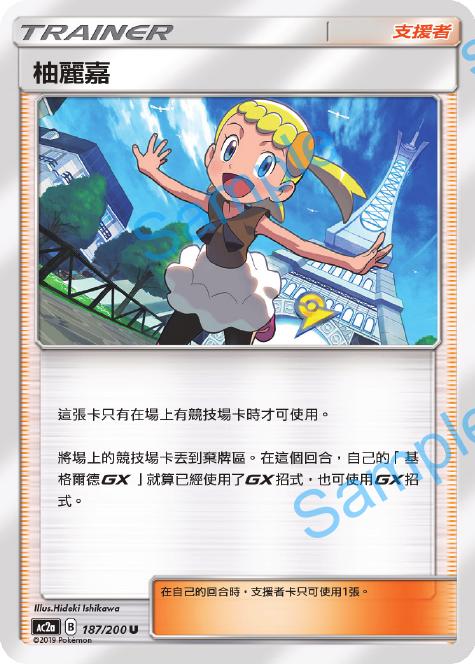 TRAINER
支援者
柚麗嘉
Sample
這張卡只有在場上有競技場卡時才可使用。
將場上的競技場卡丟到棄牌區。在這個回合，自己的「基
格爾德GX」就算已經使用了GX招式，也可使用GX招
式。
Sample
在自己的回合時，支援者卡只可使用1張。
Illus.Hideki Ishikawa
AC2a B 187/200 U
©2019 Pokémon